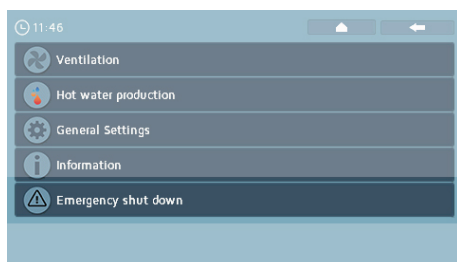 11:46
Ventilation
Hot water production
General Settings
Information
Emergency shut down